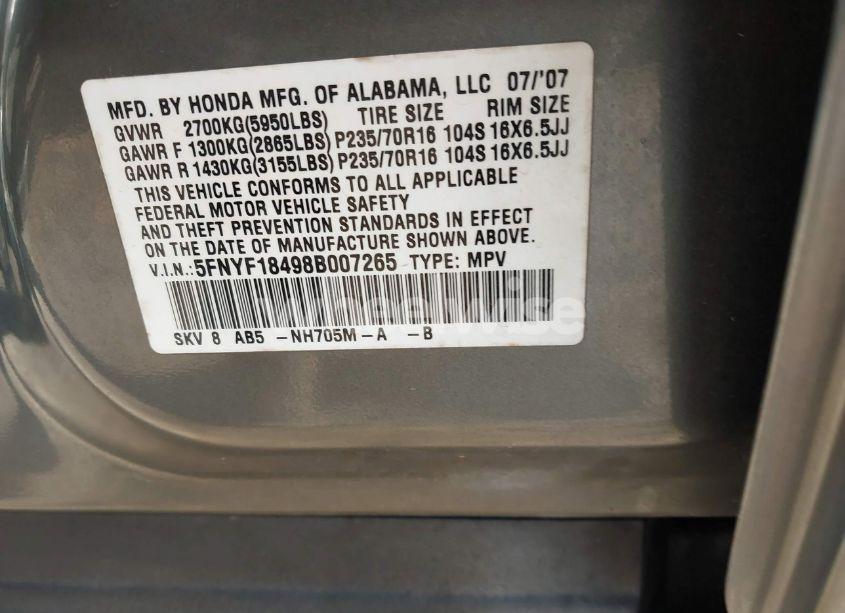 MFD. BY HONDA MFG. OF ALABAMA, LLC 07/'07
GVWR 2700KG(5950LBS) TIRE SIZE RIM SIZE
GAWR F 1300KG(2865LBS) P235/70R16 104S 16X6.5JJ
GAWR R 1430KG(3155LBS) P235/70R16 104S 16X6.5JJ
THIS VEHICLE CONFORMS TO ALL APPLICABLE
FEDERAL MOTOR VEHICLE SAFETY
AND THEFT PREVENTION STANDARDS IN EFFECT
ON THE DATE OF MANUFACTURE SHOWN ABOVE.
V.I.N.: 5FNYF18498B007265 TYPE: MPV
SKV 8 AB5 -NH705M-A -B